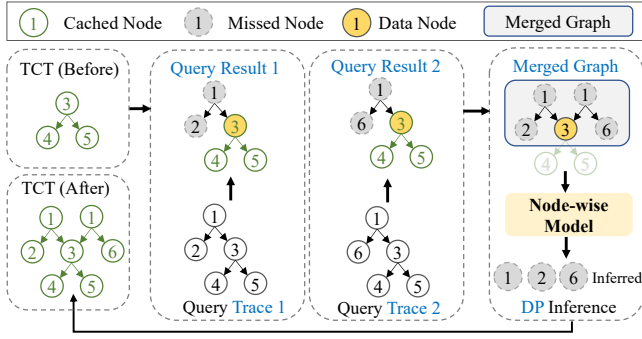 1 Cached Node 1 Missed Node 1 Data Node Merged Graph
TCT (Before)
3
4 5
TCT (After)
1 1
2 3 6
4 5
Query Result 1
1
2 3
4 5
1
2 3
4 5
Query Trace 1
Query Result 2
1
6 3
4 5
1
6 3
4 5
Query Trace 2
Merged Graph
1 1
2 3 6
4 5
Node-wise
Model
1 2 6 Inferred
DP Inference